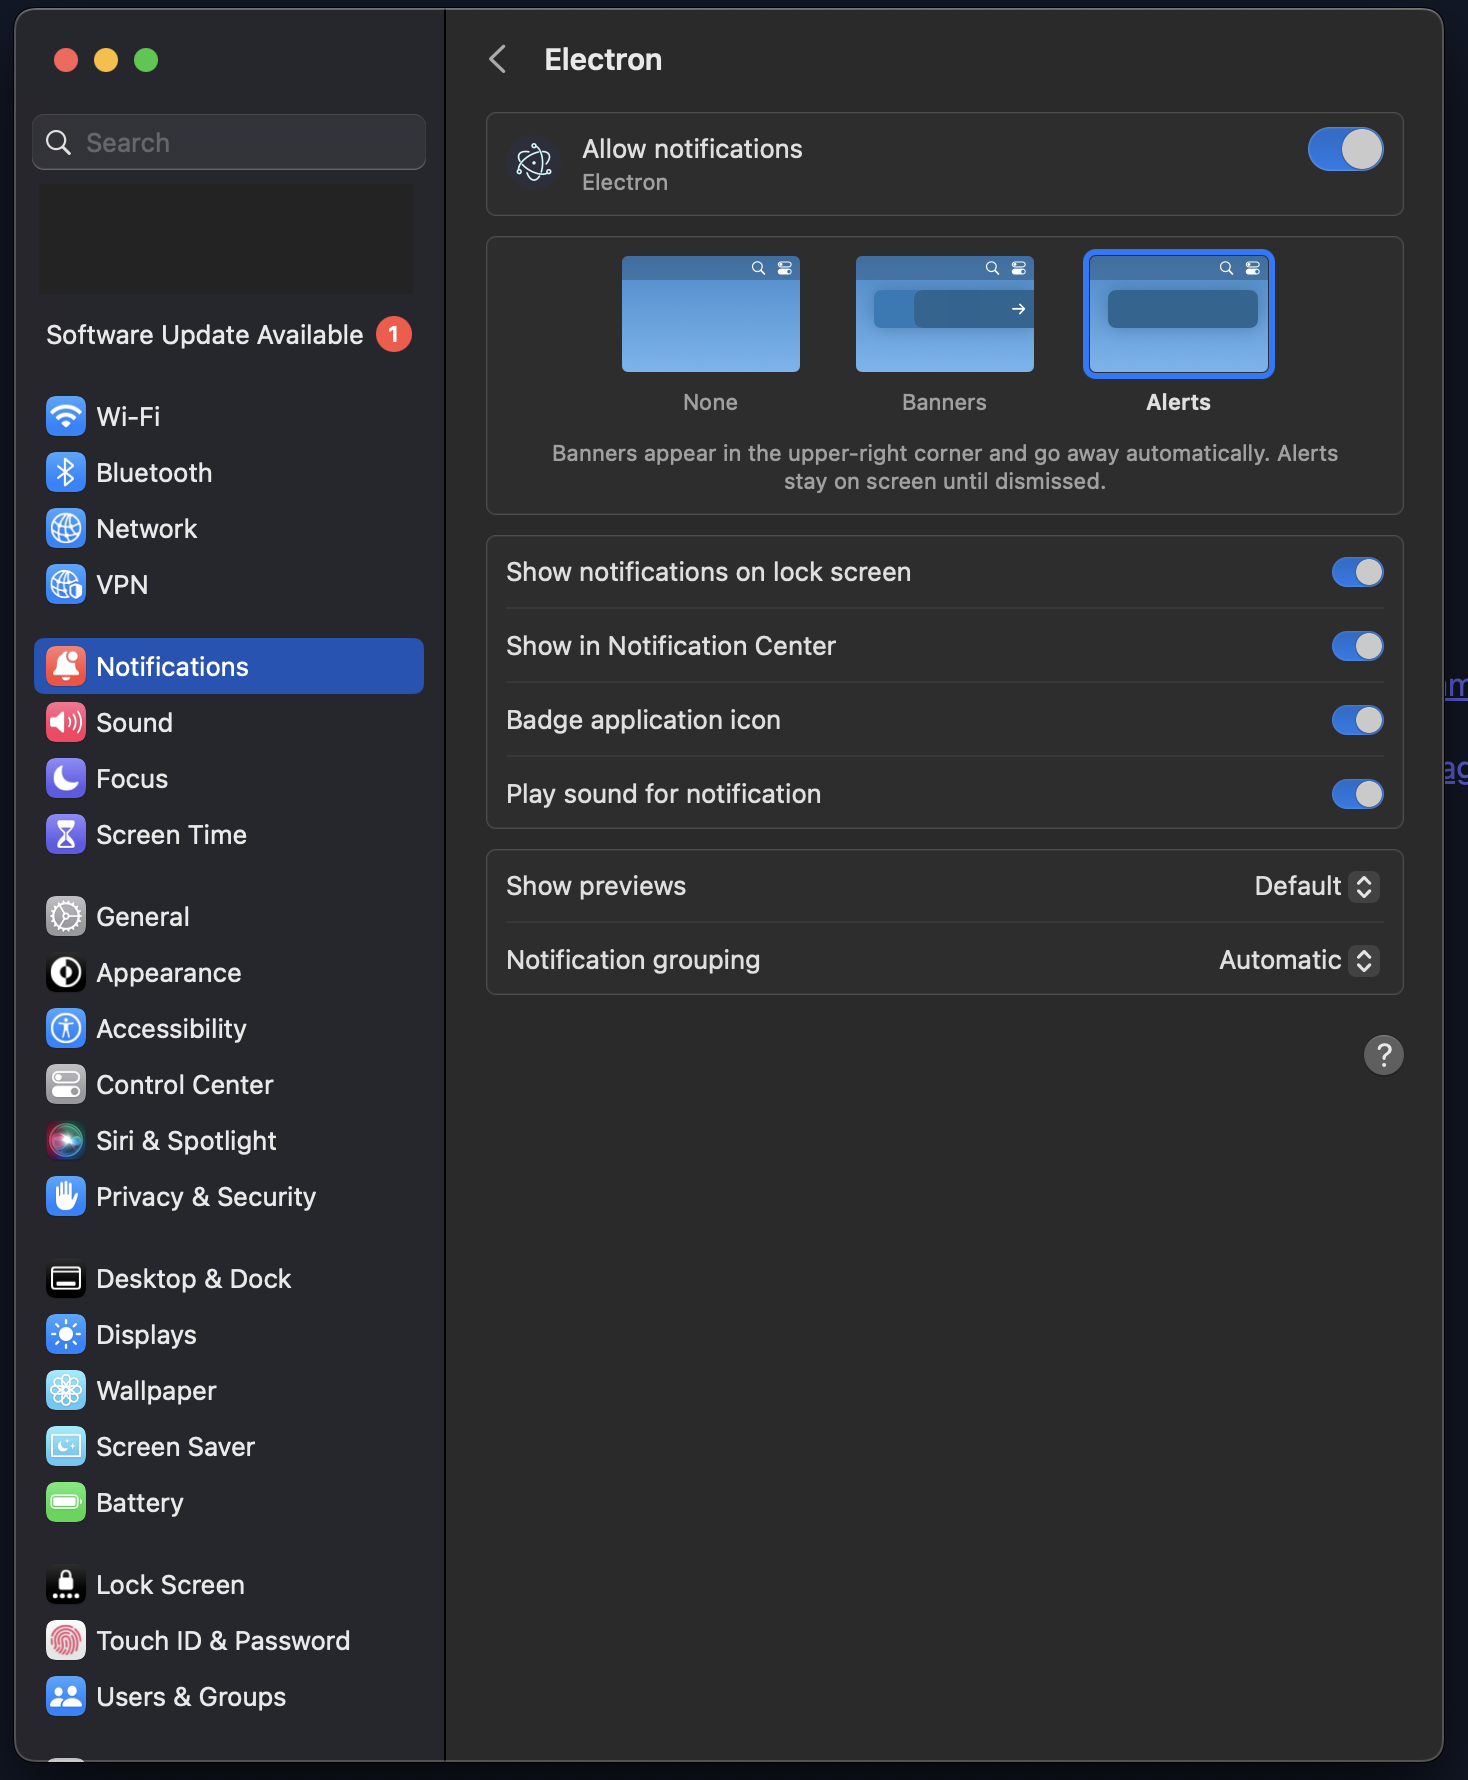 Search
Software Update Available 1
Wi-Fi
Bluetooth
Network
VPN
Notifications
Sound
Focus
Screen Time
General
Appearance
Accessibility
Control Center
Siri & Spotlight
Privacy & Security
Desktop & Dock
Displays
Wallpaper
Screen Saver
Battery
Lock Screen
Touch ID & Password
Users & Groups
Electron
Allow notifications
Electron
None
Banners
Alerts
Banners appear in the upper-right corner and go away automatically. Alerts
stay on screen until dismissed.
Show notifications on lock screen
Show in Notification Center
Badge application icon
Play sound for notification
Show previews Default
Notification grouping Automatic
?